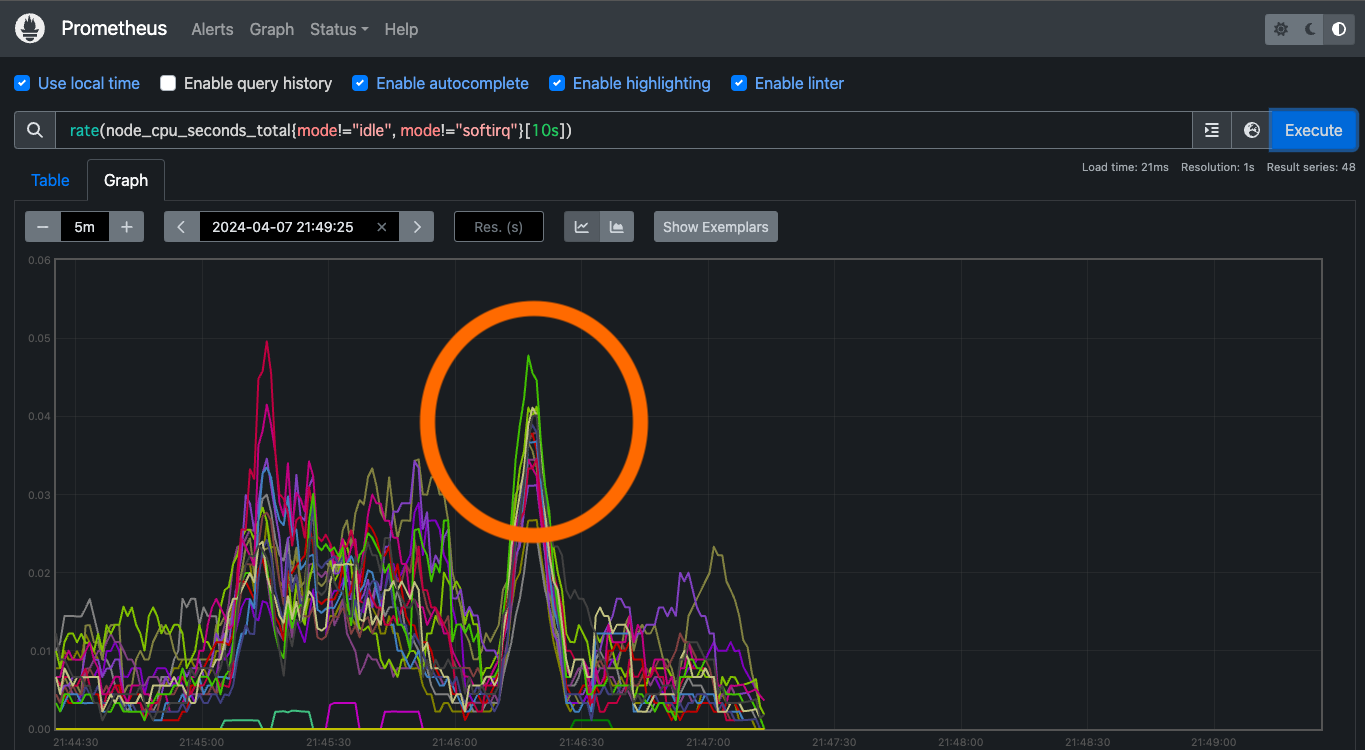 Prometheus Alerts Graph Status Help
Use local time Enable query history Enable autocomplete Enable highlighting Enable linter
rate(node_cpu_seconds_total{mode!="idle", mode!="softirq"}[10s]) Execute
Load time: 21ms Resolution: 1s Result series: 48
Table Graph
5m 2024-04-07 21:49:25 Res. (s) Show Exemplars
0.06
0.05
0.04
0.03
0.02
0.01
0.00
21:44:30 21:45:00 21:45:30 21:46:00 21:46:30 21:47:00 21:47:30 21:48:00 21:48:30 21:49:00